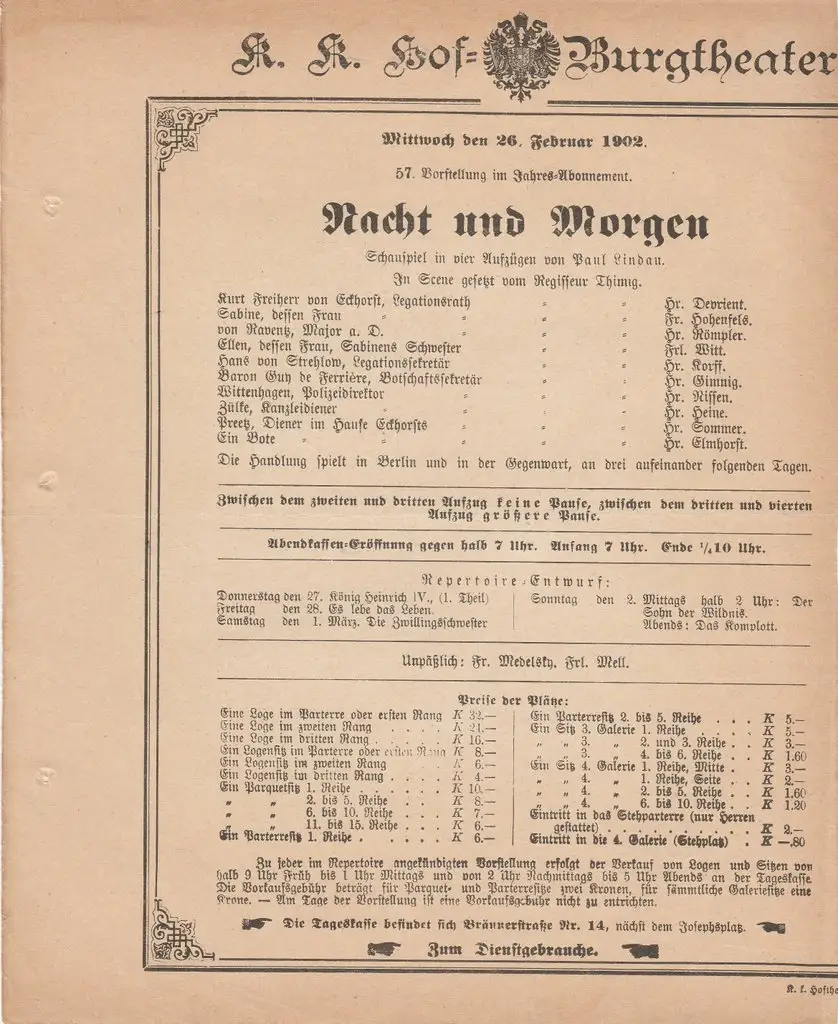 K. K. Hof-Burgtheater
Mittwoch den 26. Februar 1902.
57. Vorstellung im Jahres-Abonnement.
Nacht und Morgen
Schauspiel in vier Aufzügen von Paul Lindau.
In Scene gesetzt vom Regisseur Thimig.
Kurt Freiherr von Eckhorst, Legationsrath Hr. Devrient.
Sabine, dessen Frau Fr. Hohenfels.
von Raventz, Major a. D. Hr. Römpler.
Ellen, dessen Frau, Sabinens Schwester Frl. Witt.
Hans von Strehlow, Legationssekretär Hr. Korff.
Baron Guy de Ferrière, Botschaftssekretär Hr. Gimnig.
Wittenhagen, Polizeidirektor Hr. Nissen.
Zülke, Kanzleidiener Hr. Heine.
Preetz, Diener im Hause Eckhorsts Hr. Sommer.
Ein Bote Hr. Elmhorst.
Die Handlung spielt in Berlin und in der Gegenwart, an drei aufeinander folgenden Tagen.
Zwischen dem zweiten und dritten Aufzug keine Pause, zwischen dem dritten und vierten
Aufzug größere Pause.
Abendkassen-Eröffnung gegen halb 7 Uhr. Anfang 7 Uhr. Ende ¼10 Uhr.
Repertoire-Entwurf:
Donnerstag den 27. König Heinrich IV., (1. Theil)
Freitag den 28. Es lebe das Leben.
Samstag den 1. März. Die Zwillingsschwester
Sonntag den 2. Mittags halb 2 Uhr: Der
Sohn der Wildnis.
Abends: Das Komplott.
Unpäßlich: Fr. Medelsky. Frl. Mell.
Preise der Plätze:
Eine Loge im Parterre oder ersten Rang K 32.—
Eine Loge im zweiten Rang . . . . K 24.—
Eine Loge im dritten Rang . . . . K 16.—
Ein Logensitz im Parterre oder ersten Rang K 8.—
Ein Logensitz im zweiten Rang . . . K 6.—
Ein Logensitz im dritten Rang . . . K 4.—
Ein Parquetsitz 1. Reihe . . . . . K 10.—
„ „ 2. bis 5. Reihe . . . K 8.—
„ „ 6. bis 10. Reihe . . . K 7.—
„ „ 11. bis 15. Reihe . . . K 6.—
Ein Parterresitz 1. Reihe . . . . . K 6.—
Ein Parterresitz 2. bis 5. Reihe . . . K 5.—
Ein Sitz 3. Galerie 1. Reihe . . . . K 5.—
„ „ 3. „ 2. und 3. Reihe . . K 3.—
„ „ 3. „ 4. bis 6. Reihe . . K 1.60
Ein Sitz 4. Galerie 1. Reihe, Mitte . . K 3.—
„ „ 4. „ 1. Reihe, Seite . . K 2.—
„ „ 4. „ 2. bis 5. Reihe . . K 1.60
„ „ 4. „ 6. bis 10. Reihe . . K 1.20
Eintritt in das Stehparterre (nur Herren
gestattet) . . . . . . . . . . . K 2.—
Eintritt in die 4. Galerie (Stehplatz) . K —.80
Zu jeder im Repertoire angekündigten Vorstellung erfolgt der Verkauf von Logen und Sitzen von
halb 9 Uhr Früh bis 1 Uhr Mittags und von 2 Uhr Nachmittags bis 5 Uhr Abends an der Tageskasse.
Die Vorkaufsgebühr beträgt für Parquet- und Parterresitze zwei Kronen, für sämmtliche Galeriesitze eine
Krone. — Am Tage der Vorstellung ist eine Vorkaufsgebühr nicht zu entrichten.
Die Tageskasse befindet sich Bräunerstraße Nr. 14, nächst dem Josephsplatz.
Zum Dienstgebrauche.
K. k. Hofthe